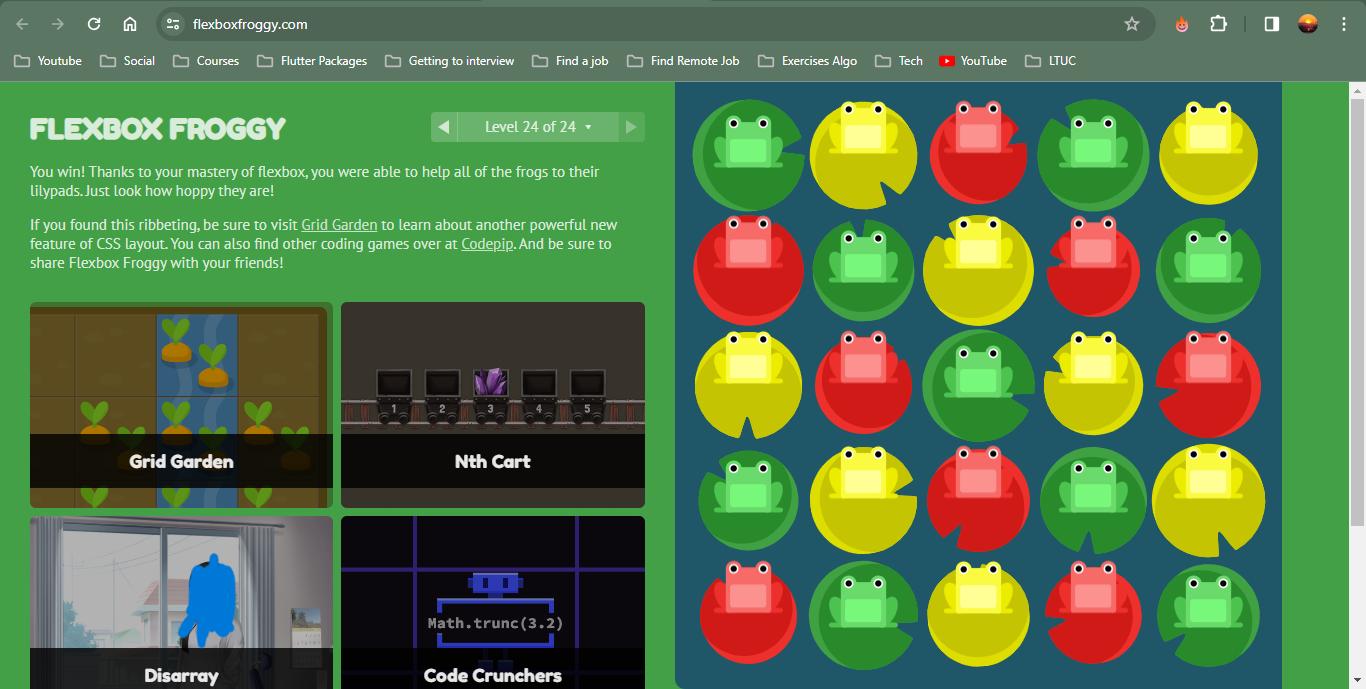 flexboxfroggy.com
Youtube Social Courses Flutter Packages Getting to interview Find a job Find Remote Job Exercises Algo Tech YouTube LTUC
FLEXBOX FROGGY
Level 24 of 24
You win! Thanks to your mastery of flexbox, you were able to help all of the frogs to their
lilypads. Just look how hoppy they are!
If you found this ribbeting, be sure to visit Grid Garden to learn about another powerful new
feature of CSS layout. You can also find other coding games over at Codepip. And be sure to
share Flexbox Froggy with your friends!
1 2 3 4 5
Grid Garden
Nth Cart
Math.trunc(3.2)
Disarray
Code Crunchers